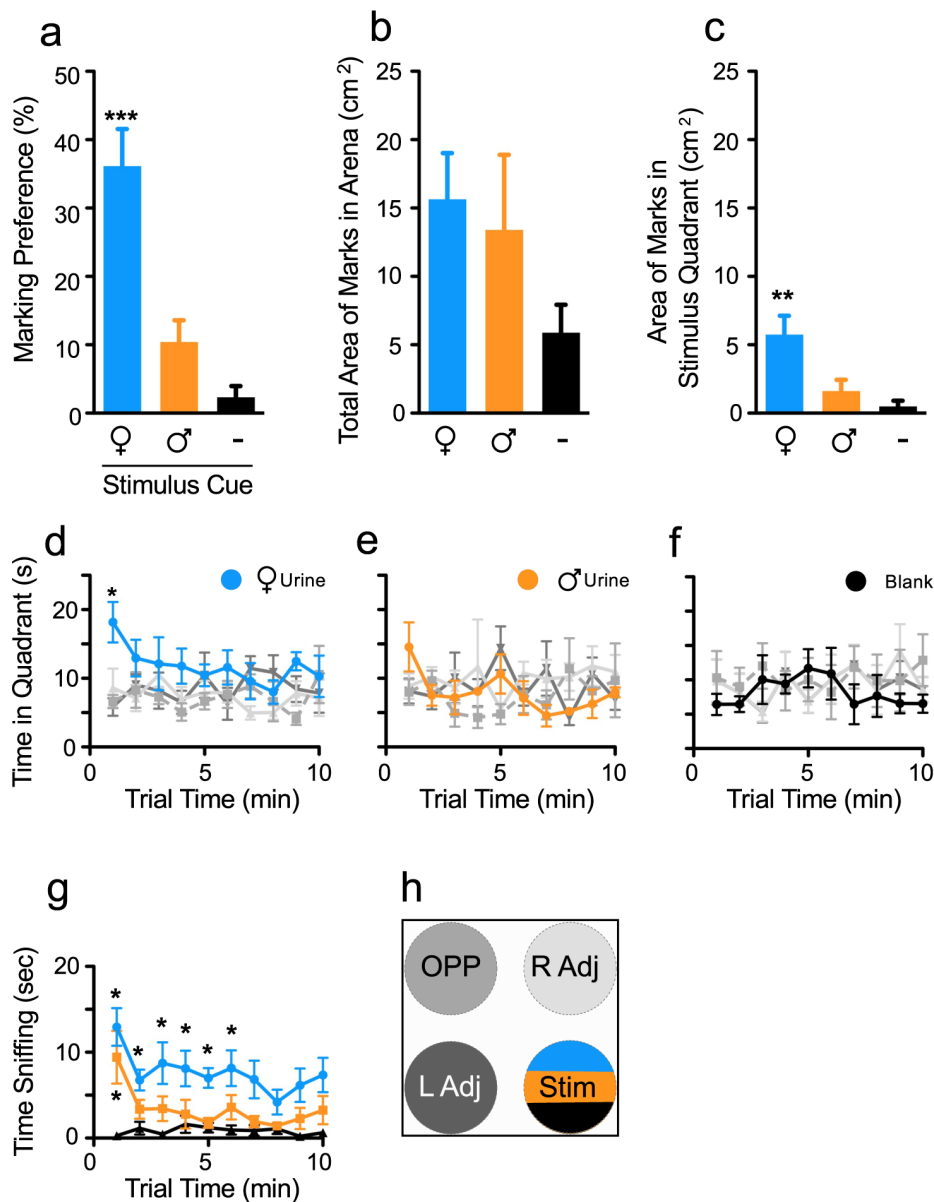 a
b
c
Marking Preference (%)
50
40
30
20
10
0
***
♀
♂
-
Stimulus Cue
Total Area of Marks in Arena (cm²)
25
20
15
10
5
0
♀
♂
-
Area of Marks in
Stimulus Quadrant (cm²)
25
20
15
10
5
0
**
♀
♂
-
d
e
f
Time in Quadrant (s)
20
10
0
*
♀ Urine
0
5
10
Trial Time (min)
♂ Urine
0
5
10
Trial Time (min)
Blank
0
5
10
Trial Time (min)
g
Time Sniffing (sec)
20
10
0
*
*
*
*
*
*
*
0
5
10
Trial Time (min)
h
OPP
R Adj
L Adj
Stim